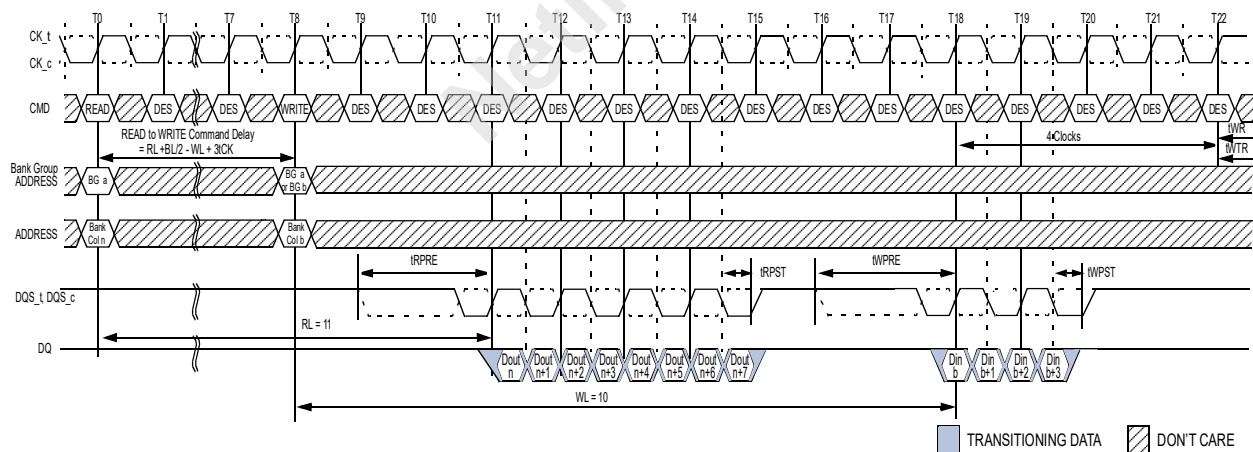 T0 T1 T7 T8 T9 T10 T11 T12 T13 T14 T15 T16 T17 T18 T19 T20 T21 T22
CK_t
CK_c
CMD READ DES DES WRITE DES DES DES DES DES DES DES DES DES DES DES DES DES DES
READ to WRITE Command Delay
= RL +BL/2 - WL + 3tCK
4 Clocks
tWR
tWTR
Bank Group
ADDRESS
BG a
BG a
or BG b
ADDRESS
Bank
Col n
Bank
Col b
tRPRE tRPST tWPRE tWPST
DQS_t, DQS_c
RL = 11
DQ
Dout
n
Dout
n+1
Dout
n+2
Dout
n+3
Dout
n+4
Dout
n+5
Dout
n+6
Dout
n+7
Din
b
Din
b+1
Din
b+2
Din
b+3
WL = 10
TRANSITIONING DATA DON'T CARE